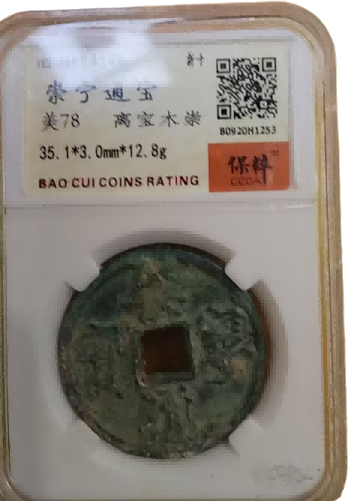 崇宁通宝
美78 离宝木崇
35.1*3.0mm*12.8g
BAO CUI COINS RATING
B0920H1253
保粹
CCGA